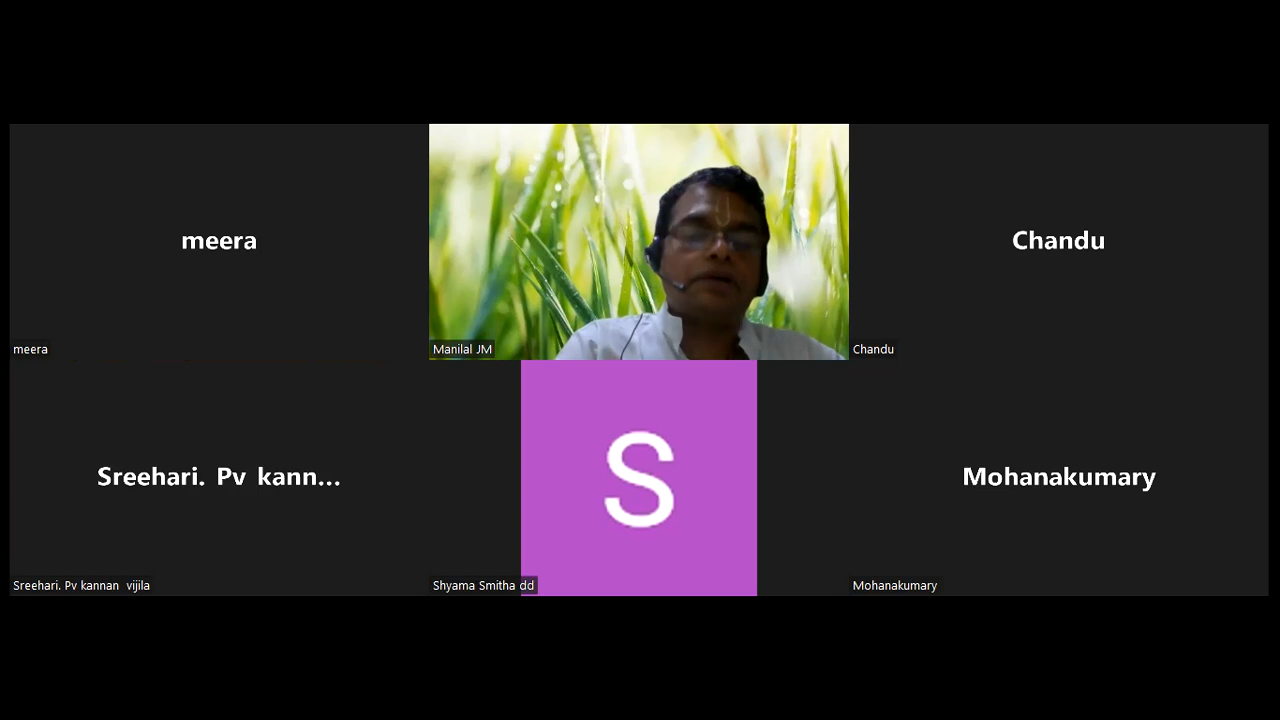 meera
meera
Manilal JM
Chandu
Chandu
Sreehari. Pv kann...
Sreehari. Pv kannan vijila
S
Shyama Smitha dd
Mohanakumary
Mohanakumary